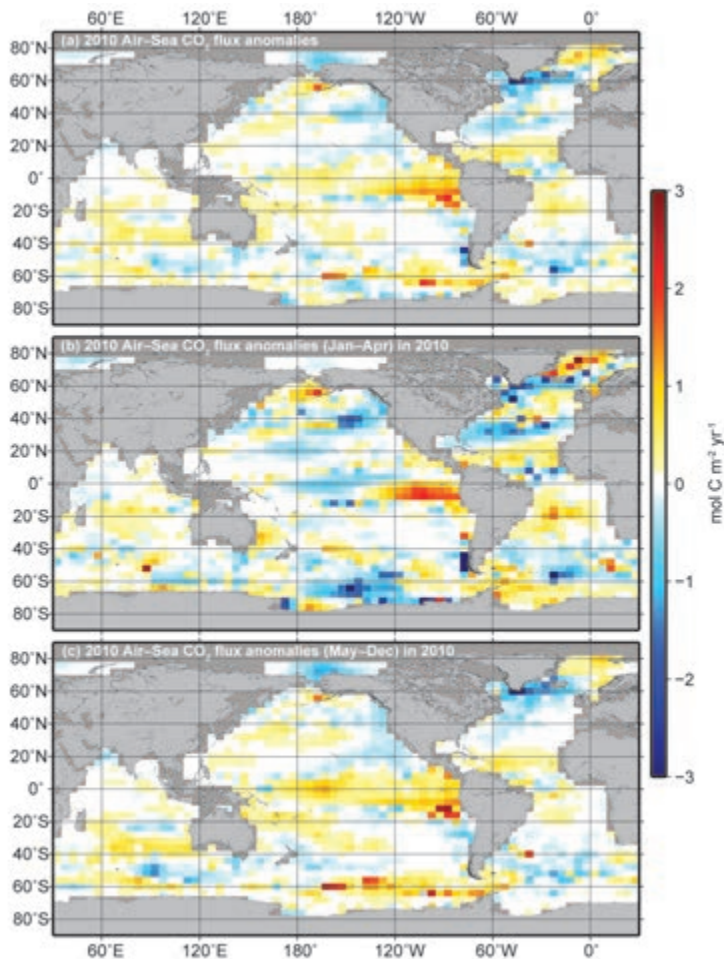 60˚E 120˚E 180˚ 120˚W 60˚W 0˚
(a) 2010 Air–Sea CO₂ flux anomalies
80˚N
60˚N
40˚N
20˚N
0˚
20˚S
40˚S
60˚S
80˚S
(b) 2010 Air–Sea CO₂ flux anomalies (Jan–Apr) in 2010
80˚N
60˚N
40˚N
20˚N
0˚
20˚S
40˚S
60˚S
80˚S
(c) 2010 Air–Sea CO₂ flux anomalies (May–Dec) in 2010
80˚N
60˚N
40˚N
20˚N
0˚
20˚S
40˚S
60˚S
80˚S
60˚E 120˚E 180˚ 120˚W 60˚W 0˚
3
2
1
0
−1
−2
−3
mol C m⁻² yr⁻¹